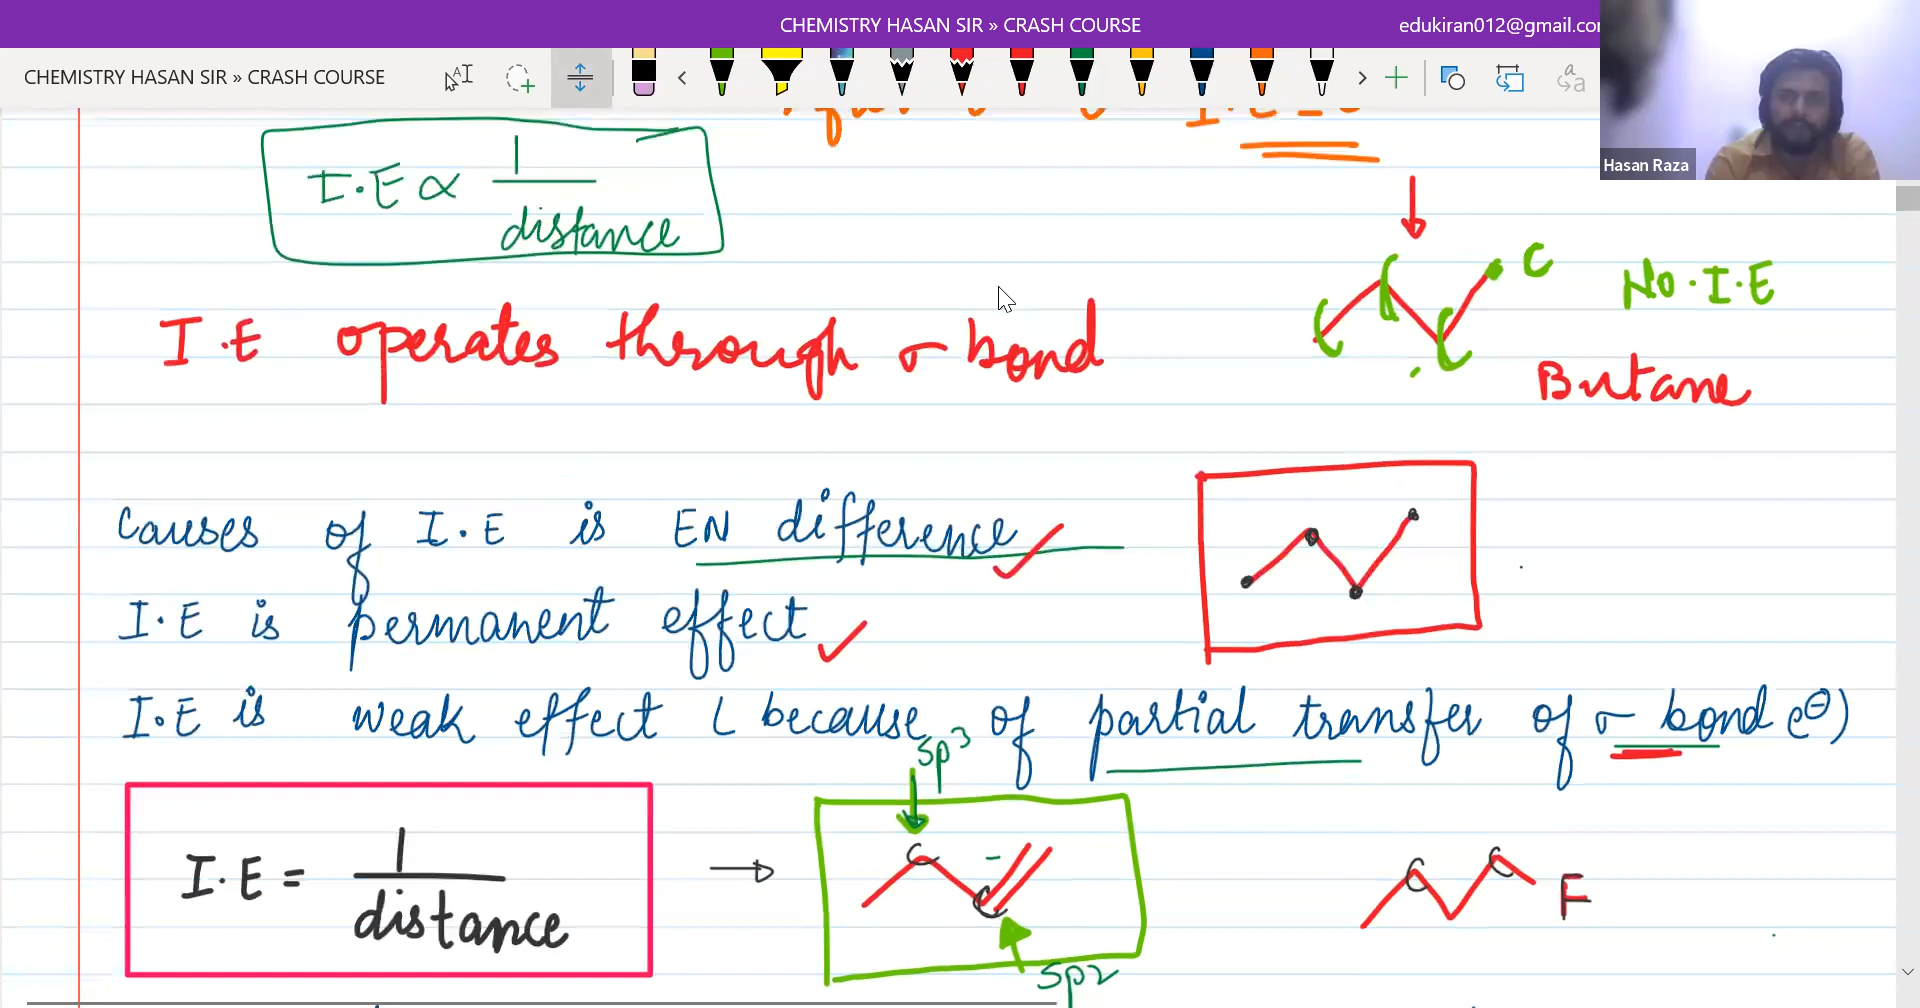 CHEMISTRY HASAN SIR » CRASH COURSE
edukiran012@gmail.co
CHEMISTRY HASAN SIR » CRASH COURSE
Hasan Raza
I.E ∝ 1/distance
C
No.I.E
I.E operates through σ bond
Butane
Causes of I.E is EN difference
I.E is permanent effect
I.E is weak effect ( because of partial transfer of σ bond e⊖)
sp3
I.E = 1/distance
→
C
C
C
C
F
sp2